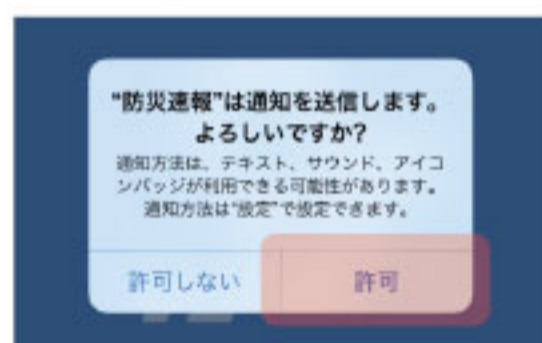 “防災速報”は通知を送信します。
よろしいですか?
通知方法は、テキスト、サウンド、アイコ
ンバッジが利用できる可能性があります。
通知方法は“設定”で設定できます。
許可しない
許可